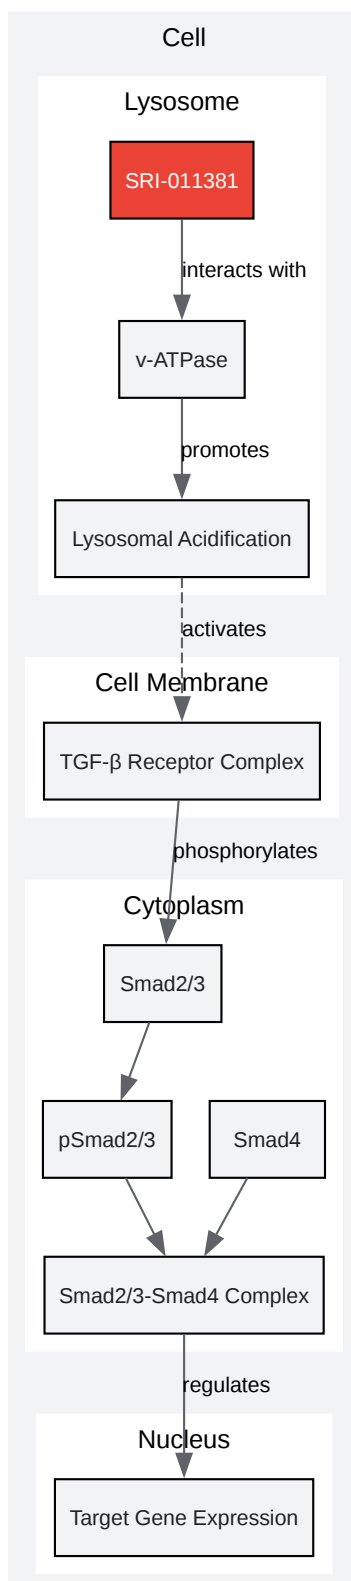 Cell
Lysosome
SRI-011381
interacts with
v-ATPase
promotes
Lysosomal Acidification
activates
Cell Membrane
TGF-β Receptor Complex
phosphorylates
Cytoplasm
Smad2/3
pSmad2/3
Smad4
Smad2/3-Smad4 Complex
regulates
Nucleus
Target Gene Expression